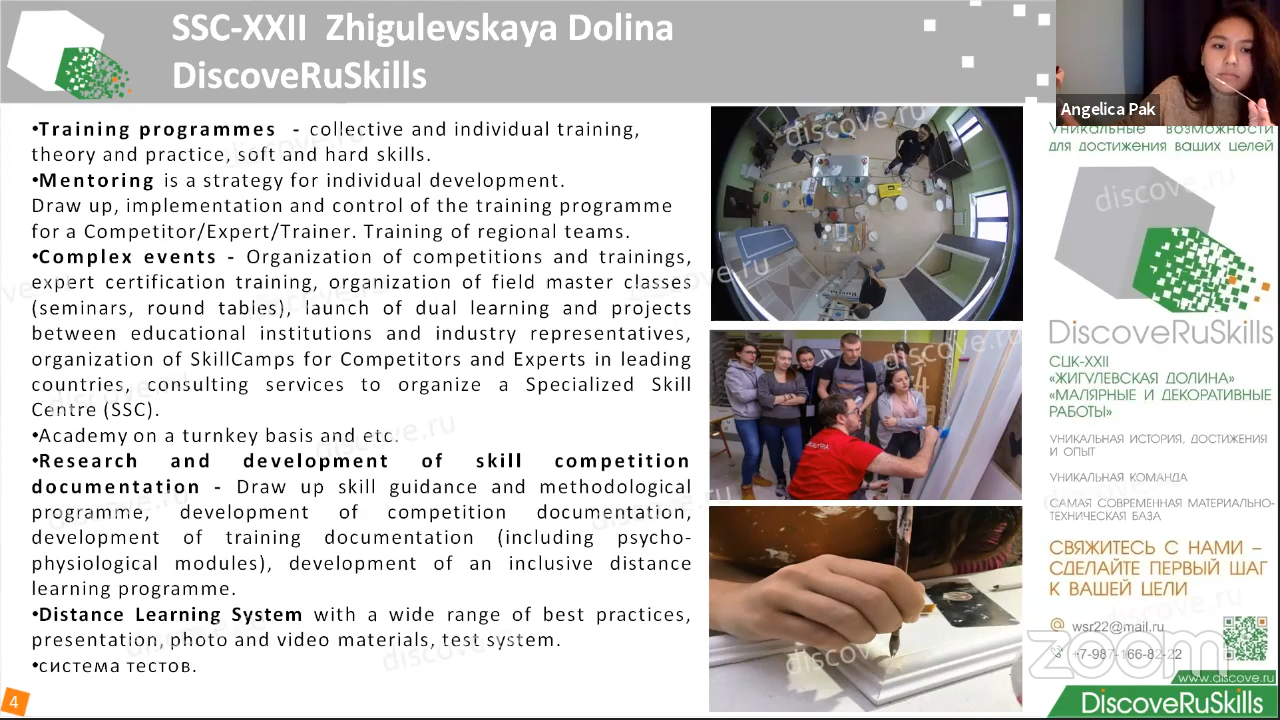 SSC-XXII Zhigulevskaya Dolina
DiscoveRuSkills
Angelica Pak
•Training programmes - collective and individual training,
theory and practice, soft and hard skills.
•Mentoring is a strategy for individual development.
Draw up, implementation and control of the training programme
for a Competitor/Expert/Trainer. Training of regional teams.
•Complex events - Organization of competitions and trainings,
expert certification training, organization of field master classes
(seminars, round tables), launch of dual learning and projects
between educational institutions and industry representatives,
organization of SkillCamps for Competitors and Experts in leading
countries, consulting services to organize a Specialized Skill
Centre (SSC).
•Academy on a turnkey basis and etc.
•Research and development of skill competition
documentation - Draw up skill guidance and methodological
programme, development of competition documentation,
development of training documentation (including psycho-
physiological modules), development of an inclusive distance
learning programme.
•Distance Learning System with a wide range of best practices,
presentation, photo and video materials, test system.
•система тестов.
4
Уникальные возможности
для достижения ваших целей
DiscoveRuSkills
СЦК-XXII
«ЖИГУЛЕВСКАЯ ДОЛИНА»
«МАЛЯРНЫЕ И ДЕКОРАТИВНЫЕ
РАБОТЫ»
УНИКАЛЬНАЯ ИСТОРИЯ, ДОСТИЖЕНИЯ
И ОПЫТ
УНИКАЛЬНАЯ КОМАНДА
САМАЯ СОВРЕМЕННАЯ МАТЕРИАЛЬНО-
ТЕХНИЧЕСКАЯ БАЗА
СВЯЖИТЕСЬ С НАМИ –
СДЕЛАЙТЕ ПЕРВЫЙ ШАГ
К ВАШЕЙ ЦЕЛИ
@ wsr22@mail.ru
+7-987-166-82-22
zoom
www.discove.ru
DiscoveRuSkills
discove.ru